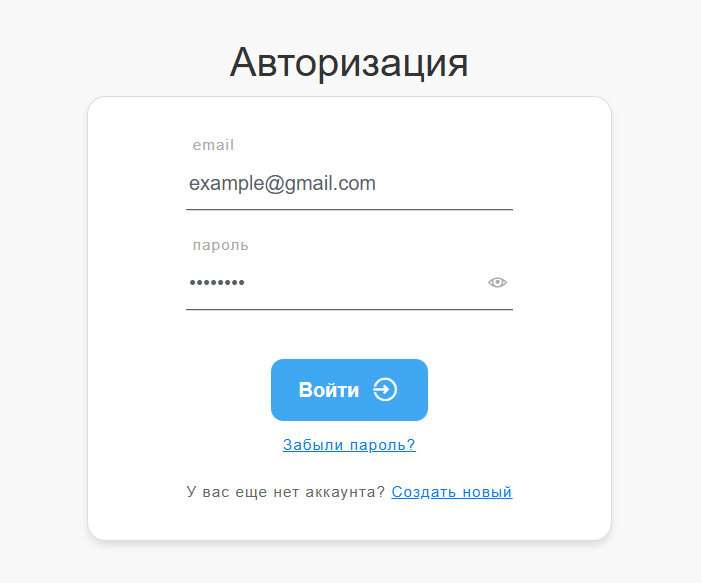 Авторизация
email
example@gmail.com
пароль
••••••••
Войти
Забыли пароль?
У вас еще нет аккаунта? Создать новый